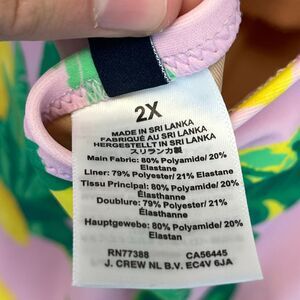 2X
MADE IN SRI LANKA
FABRIQUÉ AU SRI LANKA
HERGESTELLT IN SRI LANKA
スリランカ製
Main Fabric: 80% Polyamide/ 20%
Elastane
Liner: 79% Polyester/ 21% Elastane
Tissu Principal: 80% Polyamide/ 20%
Élasthanne
Doublure: 79% Polyester/ 21%
Élasthanne
Hauptgewebe: 80% Polyamide/ 20%
Elastan
RN77388 CA56445
J. CREW NL B.V. EC4V 6JA